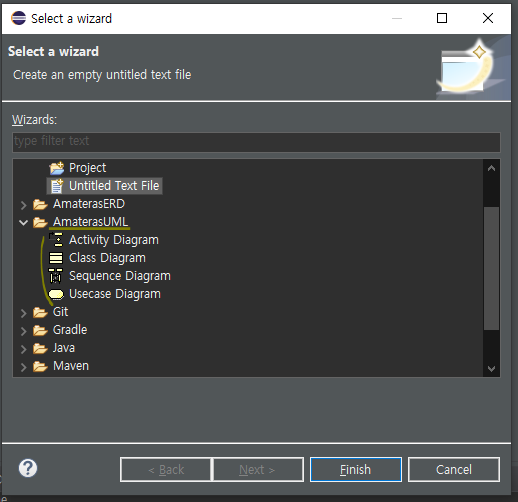 Select a wizard
Select a wizard
Create an empty untitled text file
Wizards:
type filter text
Project
Untitled Text File
AmaterasERD
AmaterasUML
Activity Diagram
Class Diagram
Sequence Diagram
Usecase Diagram
Git
Gradle
Java
Maven
? < Back Next > Finish Cancel